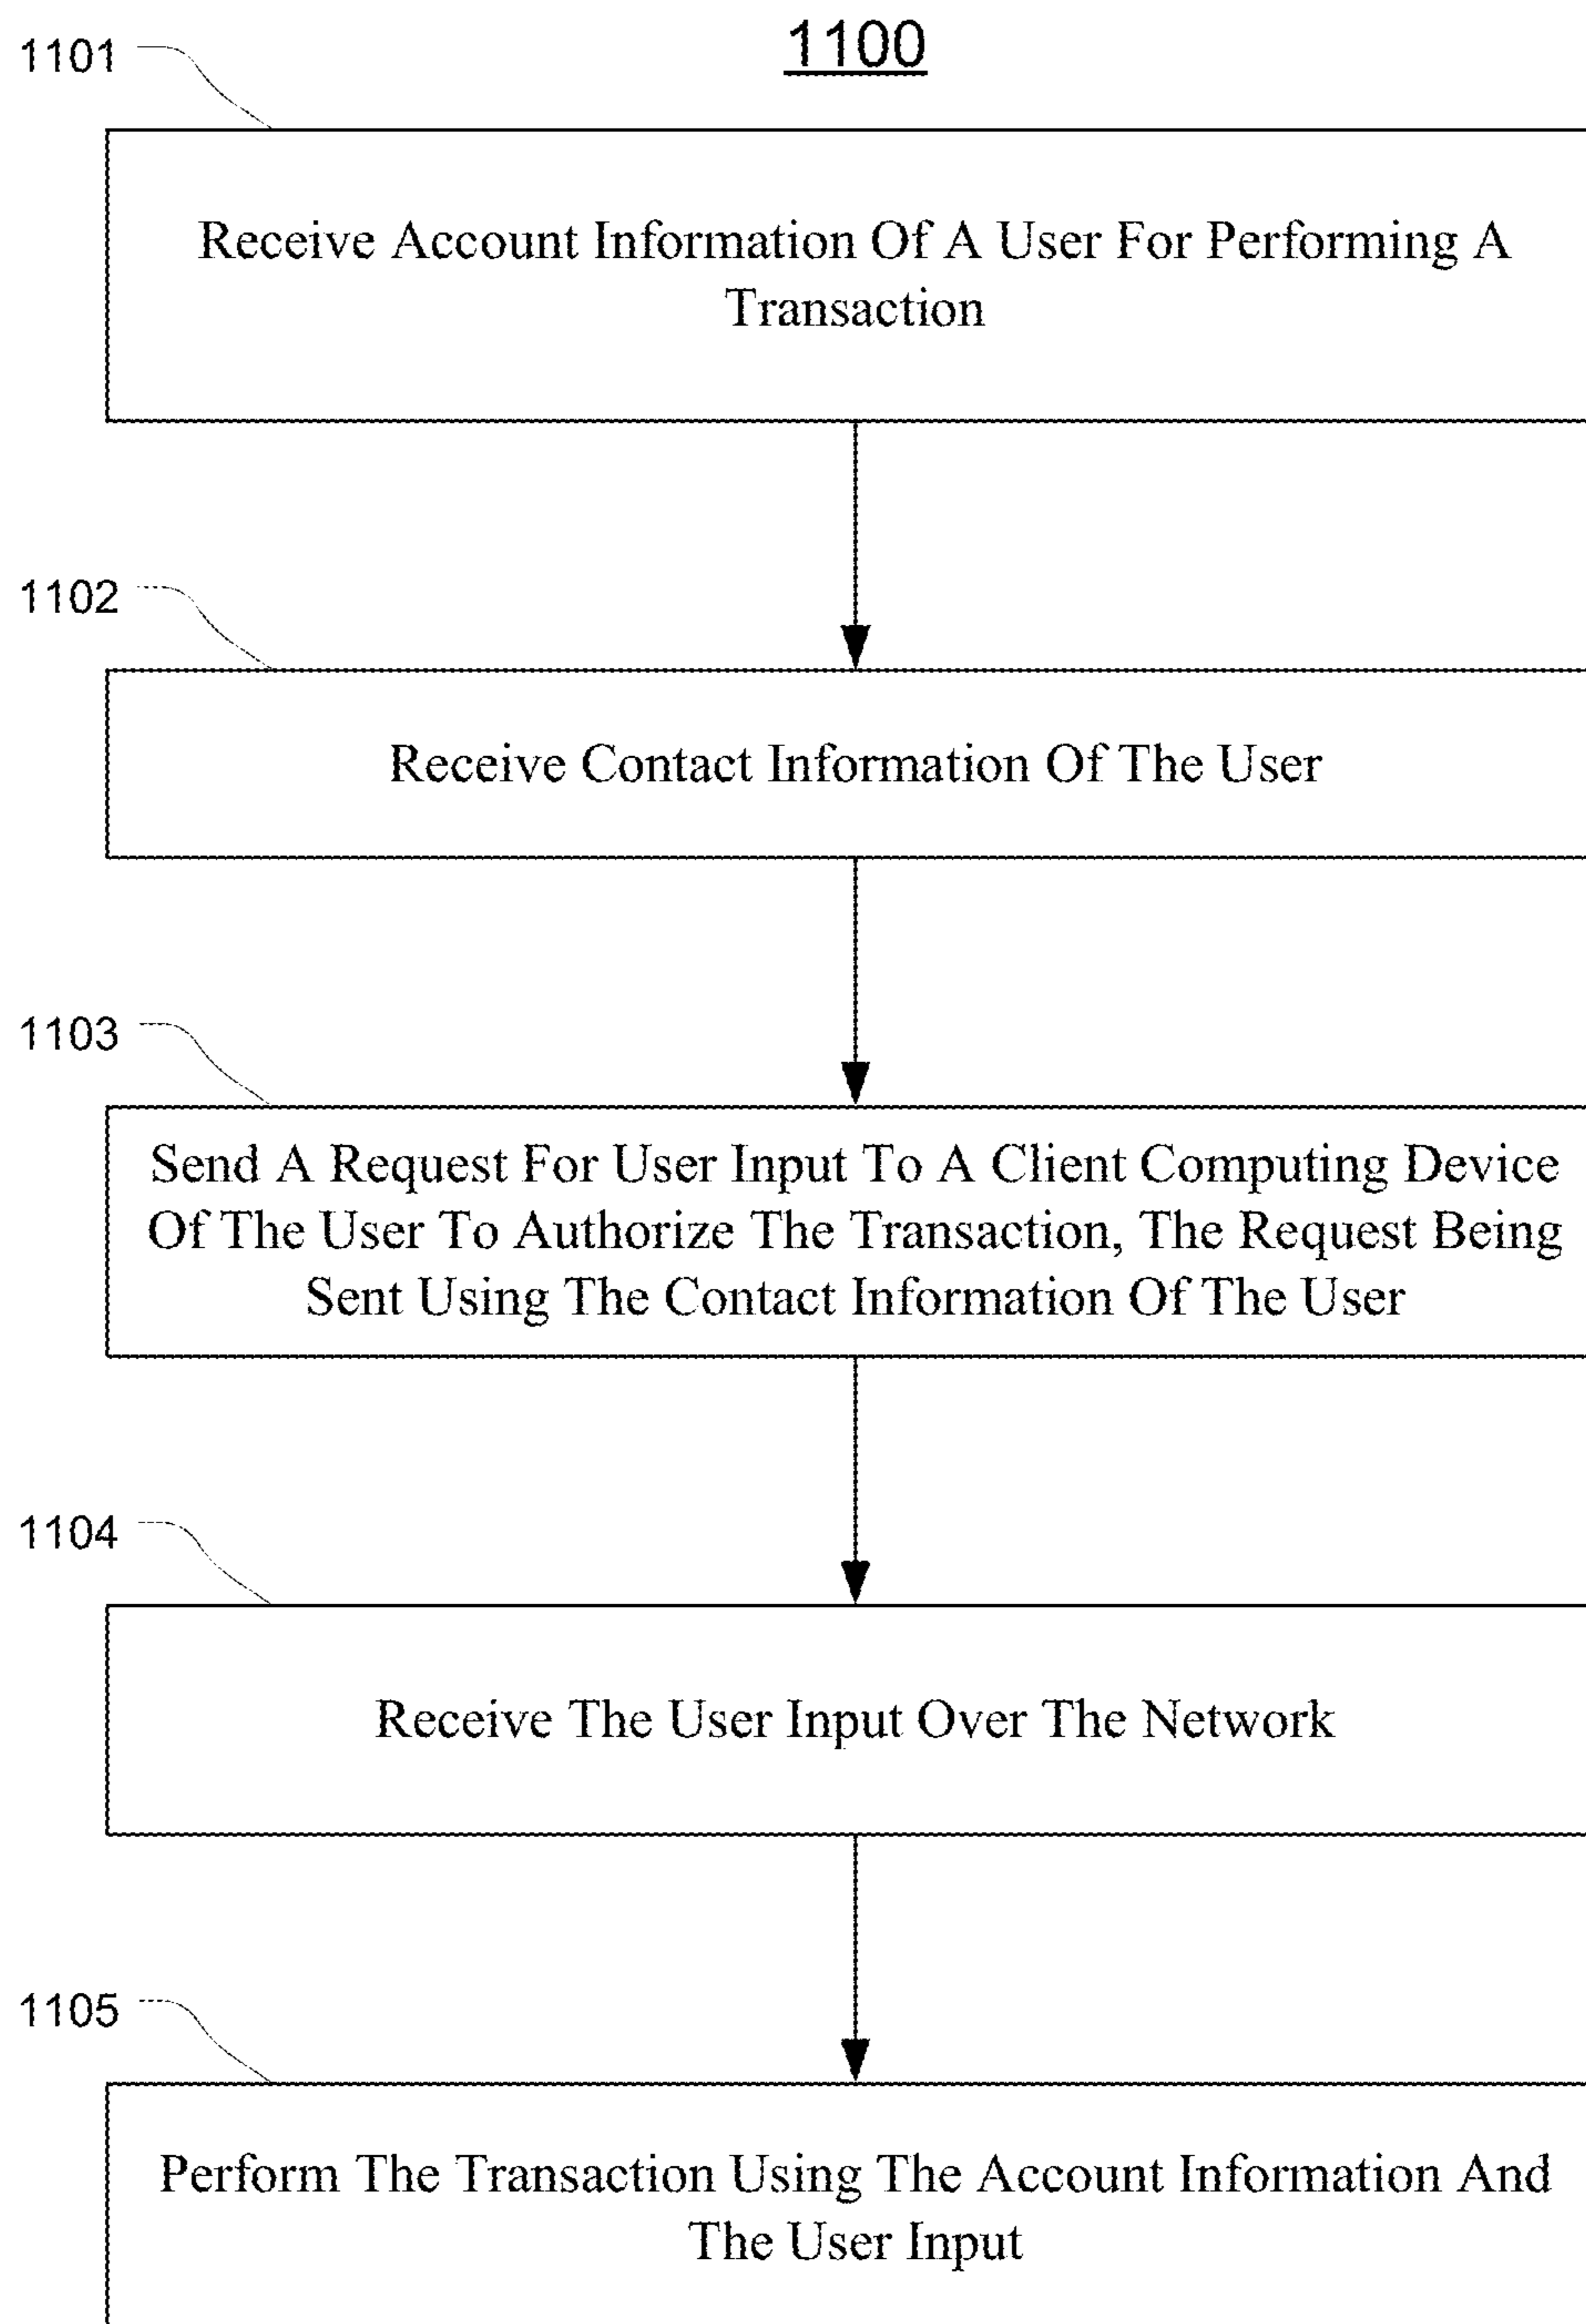 1100
1101
Receive Account Information Of A User For Performing A
Transaction
1102
Receive Contact Information Of The User
1103
Send A Request For User Input To A Client Computing Device
Of The User To Authorize The Transaction, The Request Being
Sent Using The Contact Information Of The User
1104
Receive The User Input Over The Network
1105
Perform The Transaction Using The Account Information And
The User Input